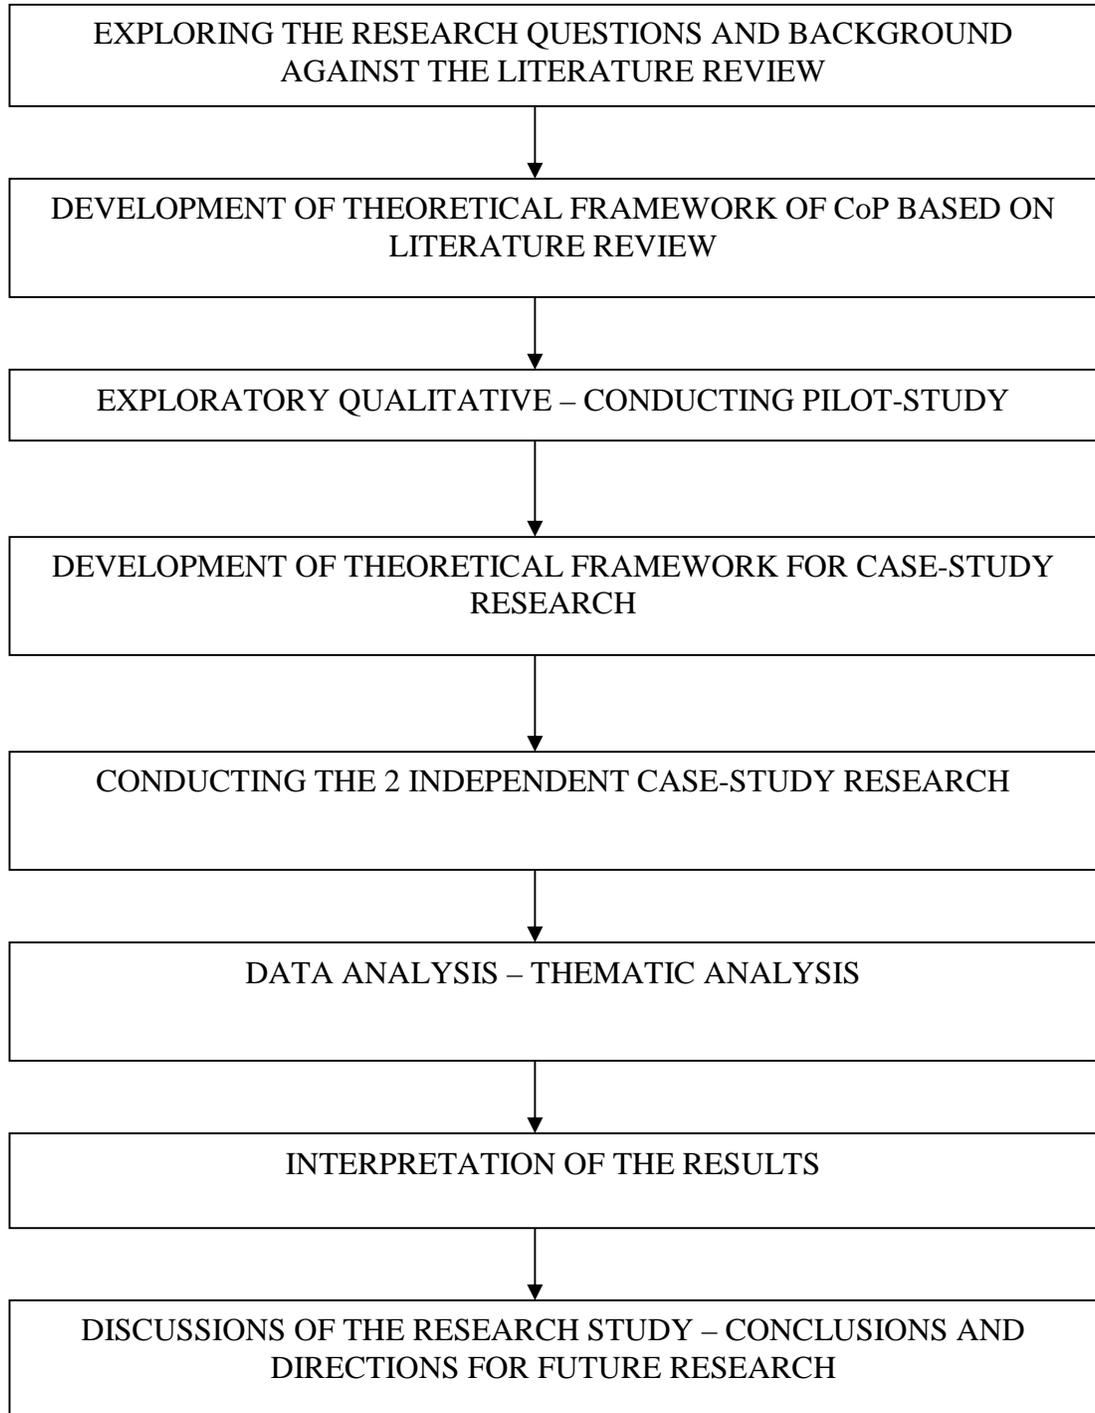 EXPLORING THE RESEARCH QUESTIONS AND BACKGROUND
AGAINST THE LITERATURE REVIEW
DEVELOPMENT OF THEORETICAL FRAMEWORK OF CoP BASED ON
LITERATURE REVIEW
EXPLORATORY QUALITATIVE – CONDUCTING PILOT-STUDY
DEVELOPMENT OF THEORETICAL FRAMEWORK FOR CASE-STUDY
RESEARCH
CONDUCTING THE 2 INDEPENDENT CASE-STUDY RESEARCH
DATA ANALYSIS – THEMATIC ANALYSIS
INTERPRETATION OF THE RESULTS
DISCUSSIONS OF THE RESEARCH STUDY – CONCLUSIONS AND
DIRECTIONS FOR FUTURE RESEARCH